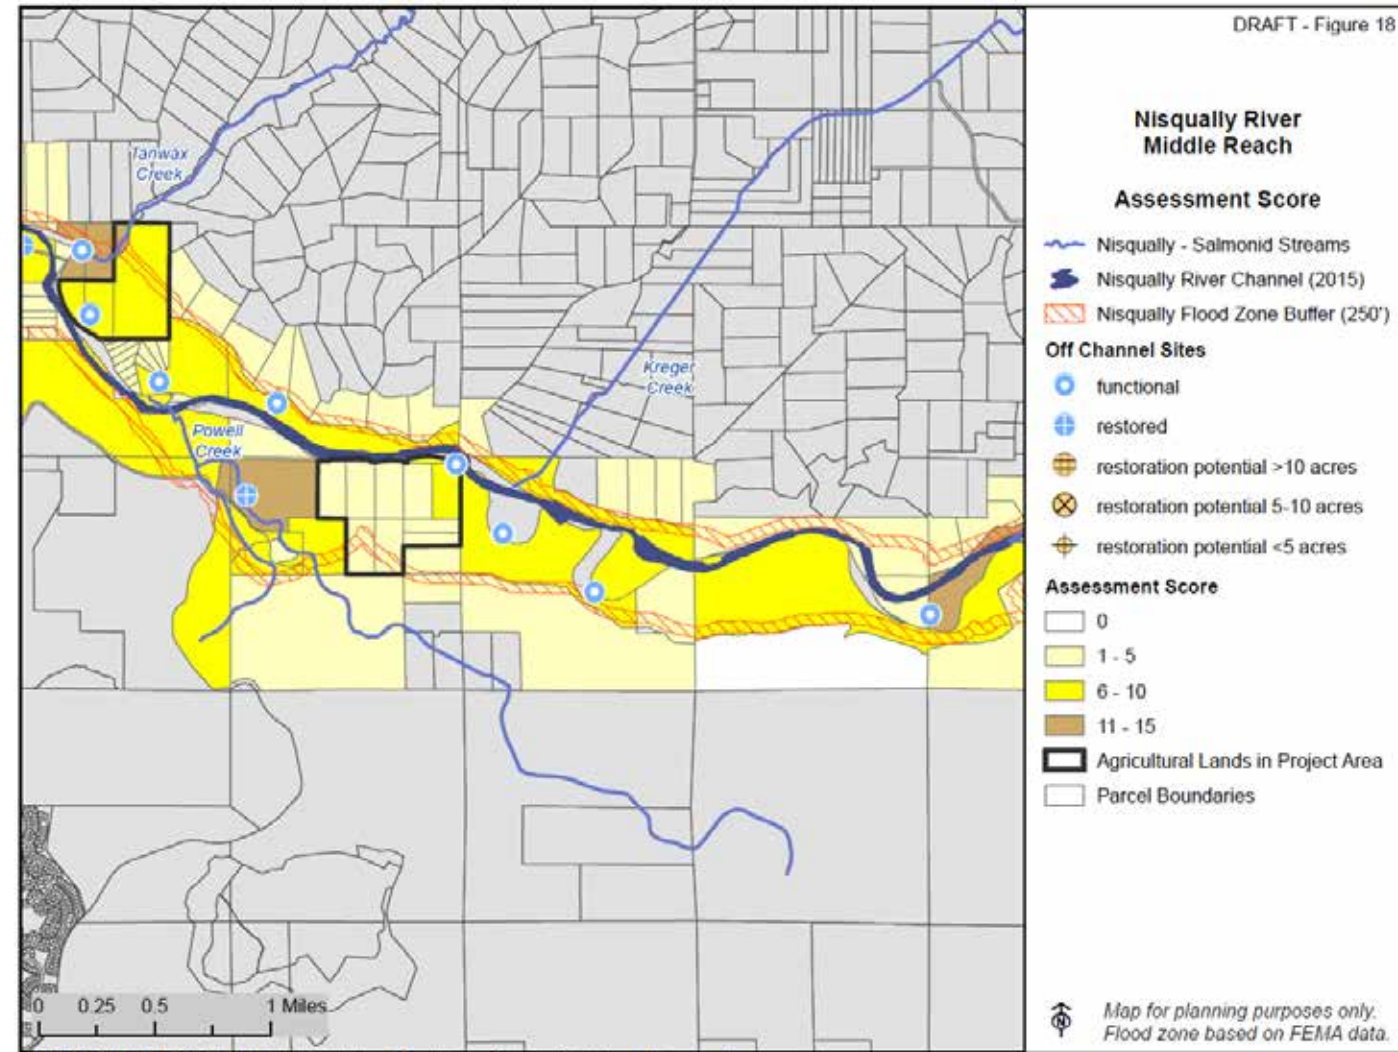 DRAFT - Figure 18
Nisqually River
Middle Reach
Assessment Score
Nisqually - Salmonid Streams
Nisqually River Channel (2015)
Nisqually Flood Zone Buffer (250')
Off Channel Sites
functional
restored
restoration potential >10 acres
restoration potential 5-10 acres
restoration potential <5 acres
Assessment Score
0
1 - 5
6 - 10
11 - 15
Agricultural Lands in Project Area
Parcel Boundaries
Map for planning purposes only.
Flood zone based on FEMA data.
Tanwax
Creek
Kreger
Creek
Powell
Creek
0 0.25 0.5 1 Miles
N